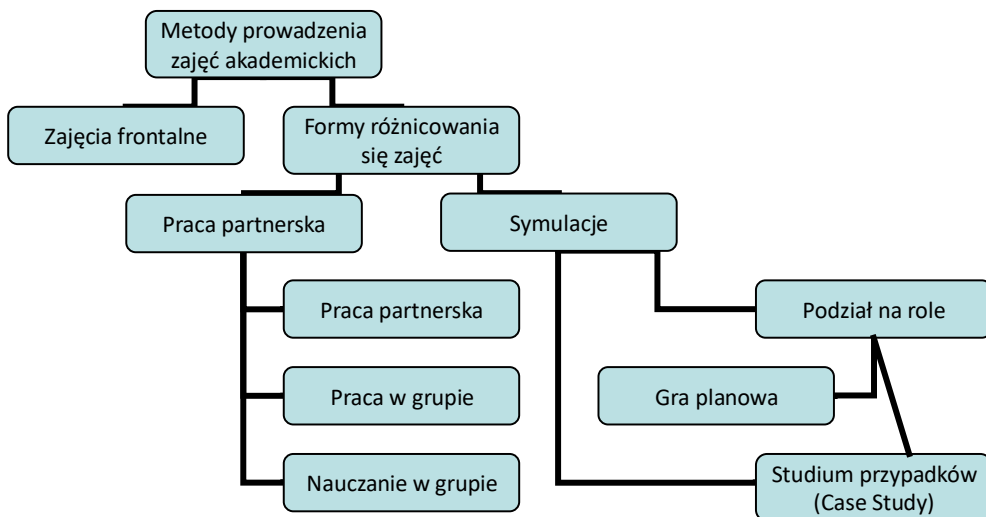 Metody prowadzenia
zajęć akademickich
Zajęcia frontalne
Formy różnicowania
się zajęć
Praca partnerska
Symulacje
Praca partnerska
Podział na role
Praca w grupie
Gra planowa
Nauczanie w grupie
Studium przypadków
(Case Study)